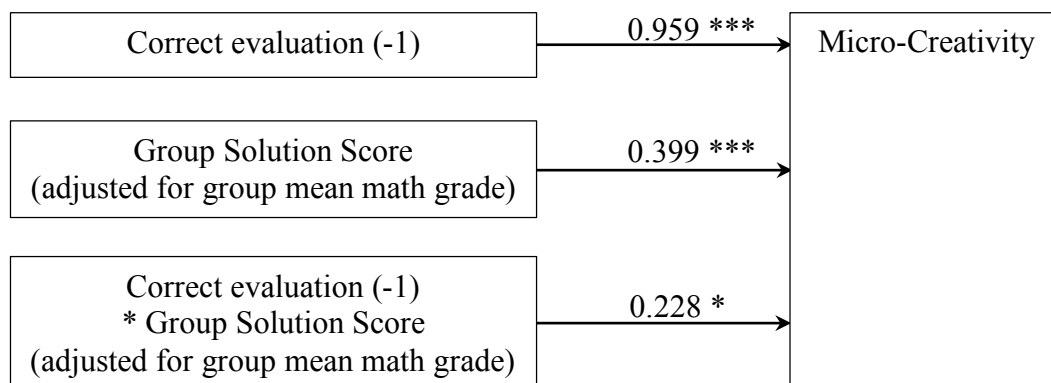 Correct evaluation (-1)
0.959 ***
Micro-Creativity
Group Solution Score
(adjusted for group mean math grade)
0.399 ***
Correct evaluation (-1)
* Group Solution Score
(adjusted for group mean math grade)
0.228 *